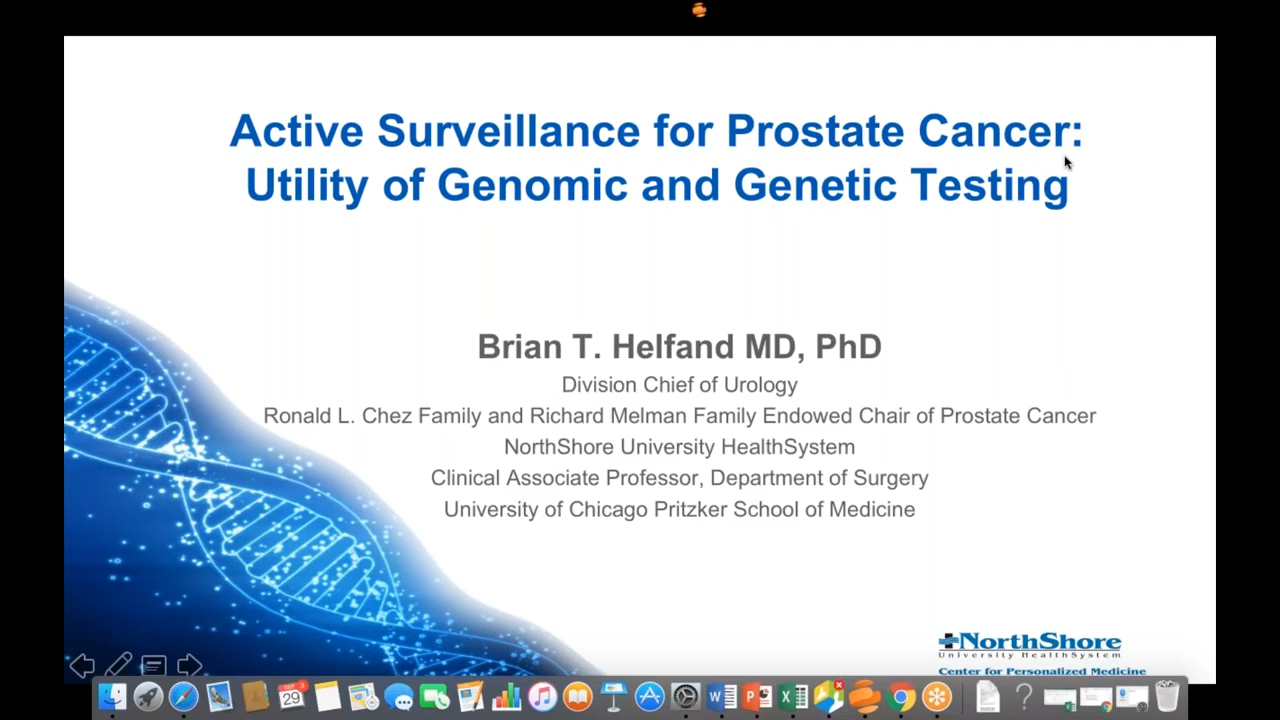 Active Surveillance for Prostate Cancer:
Utility of Genomic and Genetic Testing
Brian T. Helfand MD, PhD
Division Chief of Urology
Ronald L. Chez Family and Richard Melman Family Endowed Chair of Prostate Cancer
NorthShore University HealthSystem
Clinical Associate Professor, Department of Surgery
University of Chicago Pritzker School of Medicine
NorthShore
University HealthSystem
Center for Personalized Medicine
SEP
29